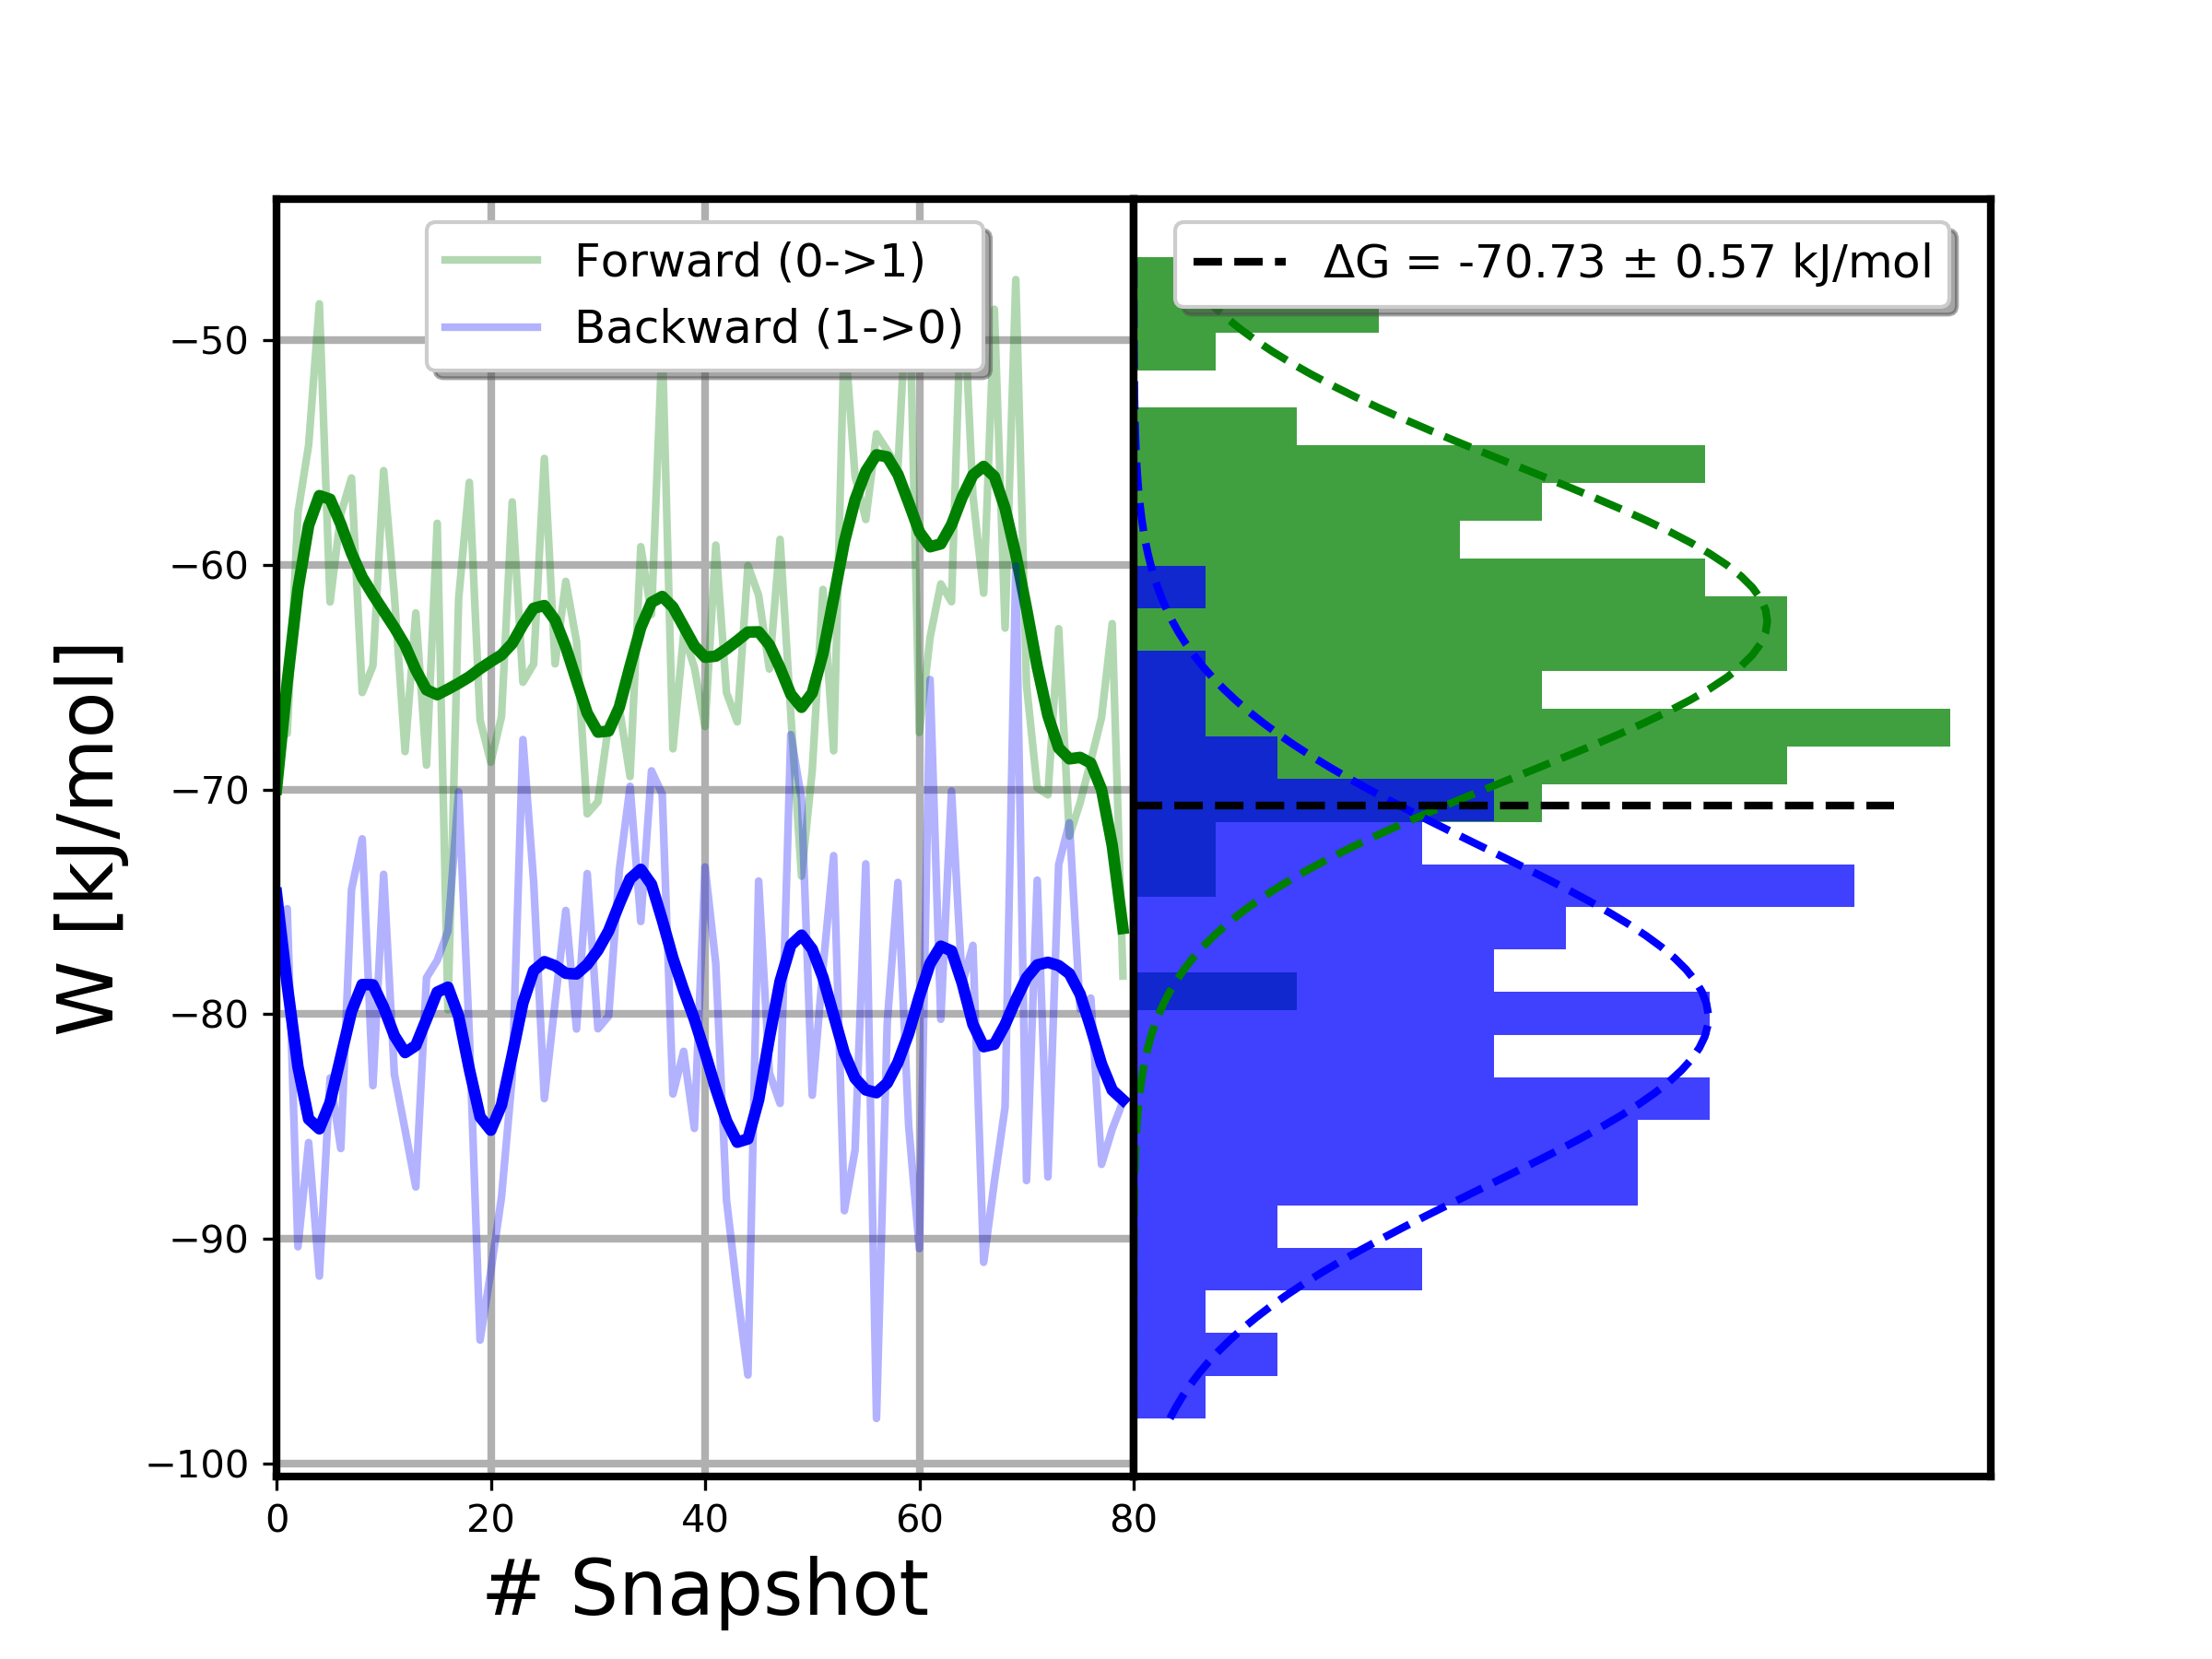 Forward (0->1)
Backward (1->0)
ΔG = -70.73 ± 0.57 kJ/mol
W [kJ/mol]
−50
−60
−70
−80
−90
−100
0 20 40 60 80
# Snapshot